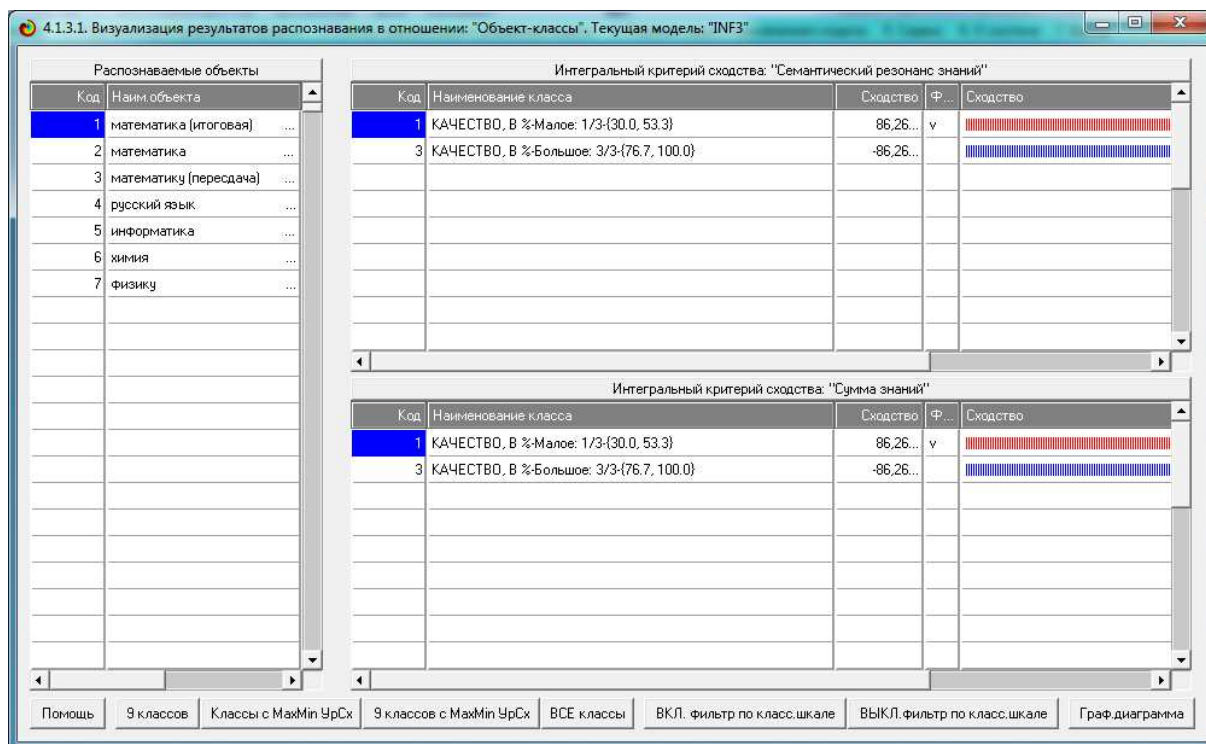 4.1.3.1. Визуализация результатов распознавания в отношении: "Объект-классы". Текущая модель: "INF3"
Распознаваемые объекты
Код Наим.объекта
1 математика (итоговая) ...
2 математика ...
3 математику (пересдача) ...
4 русский язык ...
5 информатика ...
6 химия ...
7 физику ...
Интегральный критерий сходства: "Семантический резонанс знаний"
Код Наименование класса Сходство Ф... Сходство
1 КАЧЕСТВО, В %-Малое: 1/3-{30.0, 53.3} 86,26... v
3 КАЧЕСТВО, В %-Большое: 3/3-{76.7, 100.0} -86,26...
Интегральный критерий сходства: "Сумма знаний"
Код Наименование класса Сходство Ф... Сходство
1 КАЧЕСТВО, В %-Малое: 1/3-{30.0, 53.3} 86,26... v
3 КАЧЕСТВО, В %-Большое: 3/3-{76.7, 100.0} -86,26...
Помощь 9 классов Классы с MaxMin УрСх 9 классов с MaxMin УрСх ВСЕ классы ВКЛ. фильтр по класс.шкале ВЫКЛ.фильтр по класс.шкале Граф.диаграмма